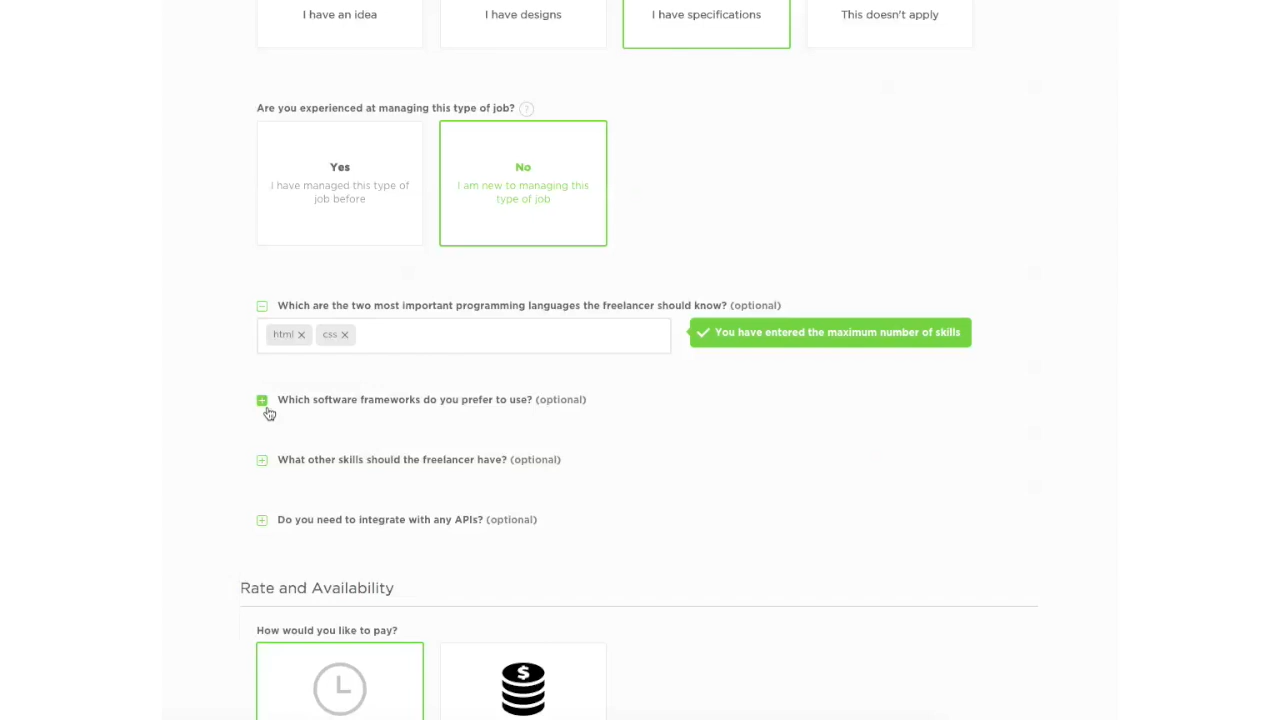 I have an idea
I have designs
I have specifications
This doesn't apply
Are you experienced at managing this type of job? ?
Yes
I have managed this type of
job before
No
I am new to managing this
type of job
Which are the two most important programming languages the freelancer should know? (optional)
html × css ×
You have entered the maximum number of skills
Which software frameworks do you prefer to use? (optional)
What other skills should the freelancer have? (optional)
Do you need to integrate with any APIs? (optional)
Rate and Availability
How would you like to pay?
$